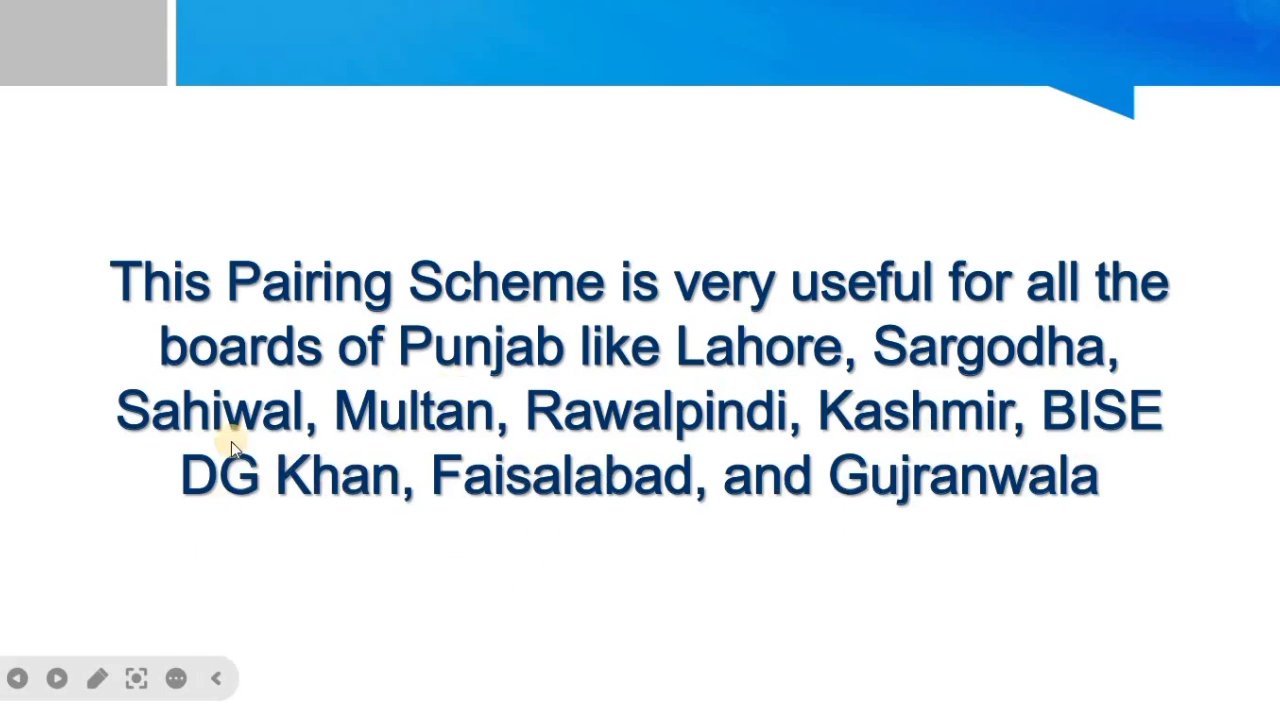 This Pairing Scheme is very useful for all the
boards of Punjab like Lahore, Sargodha,
Sahiwal, Multan, Rawalpindi, Kashmir, BISE
DG Khan, Faisalabad, and Gujranwala